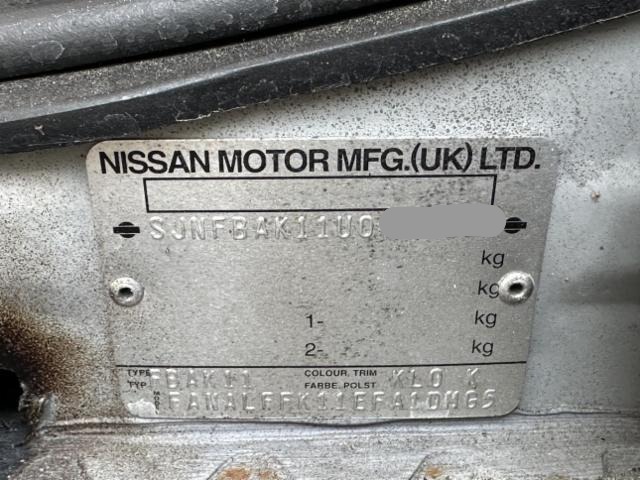 NISSAN MOTOR MFG.(UK) LTD.
SJNFBAK11U0
kg
kg
1- kg
2- kg
TYPE FBAK11 COLOUR, TRIM KL0 K
TYP FARBE, POLST
FANALFFK11EFA10MG5